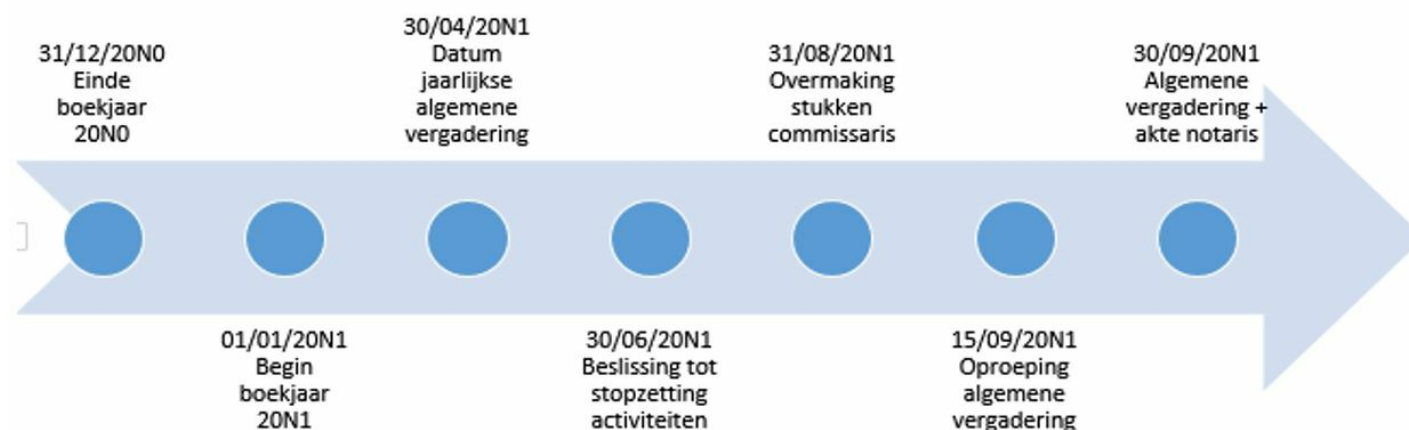 31/12/20N0
Einde
boekjaar
20N0
01/01/20N1
Begin
boekjaar
20N1
30/04/20N1
Datum
jaarlijkse
algemene
vergadering
30/06/20N1
Beslissing tot
stopzetting
activiteiten
31/08/20N1
Overmaking
stukken
commissaris
15/09/20N1
Oproeping
algemene
vergadering
30/09/20N1
Algemene
vergadering +
akte notaris